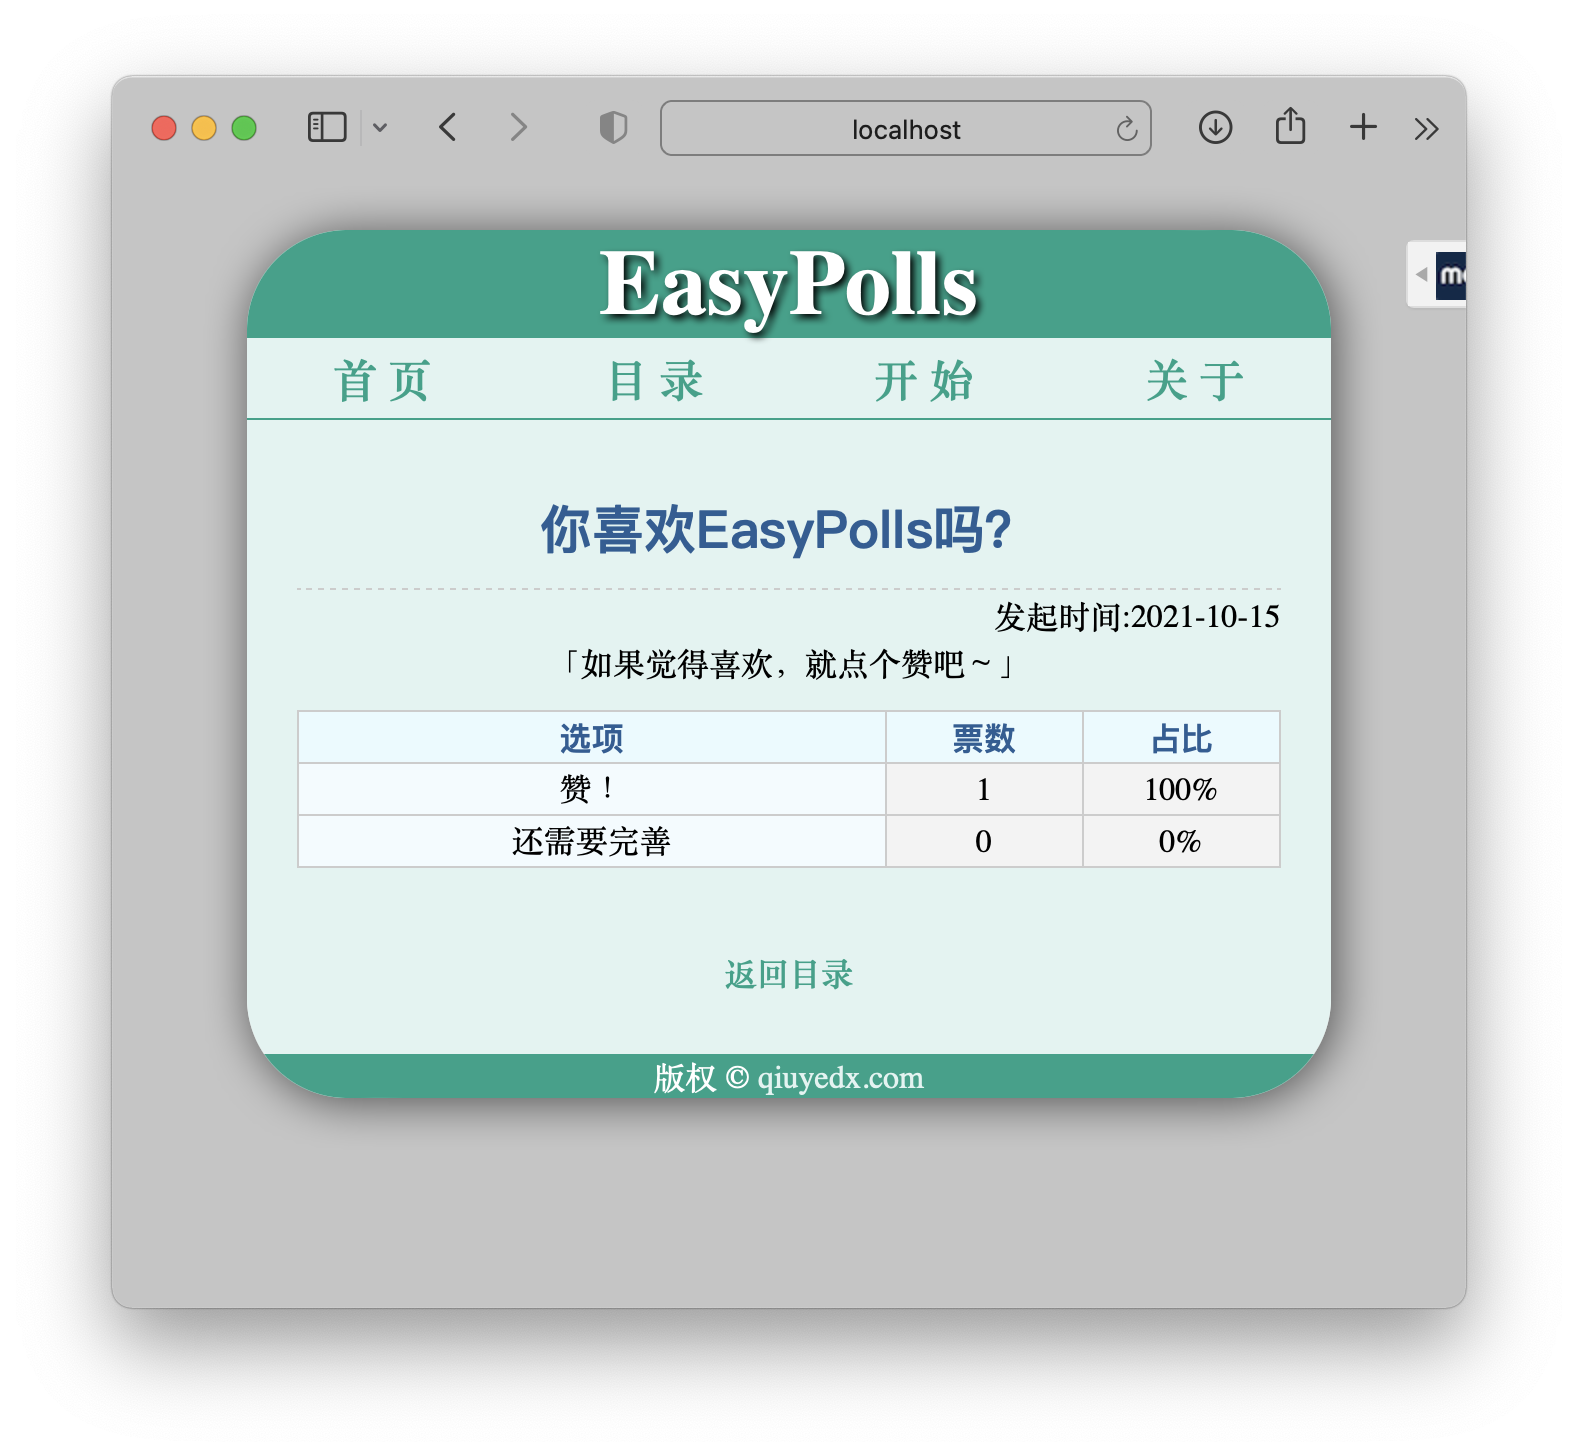 localhost
EasyPolls
首 页 目 录 开 始 关 于
你喜欢EasyPolls吗?
发起时间:2021-10-15
「如果觉得喜欢，就点个赞吧～」
选项 票数 占比
赞！ 1 100%
还需要完善 0 0%
返回目录
版权 © qiuyedx.com